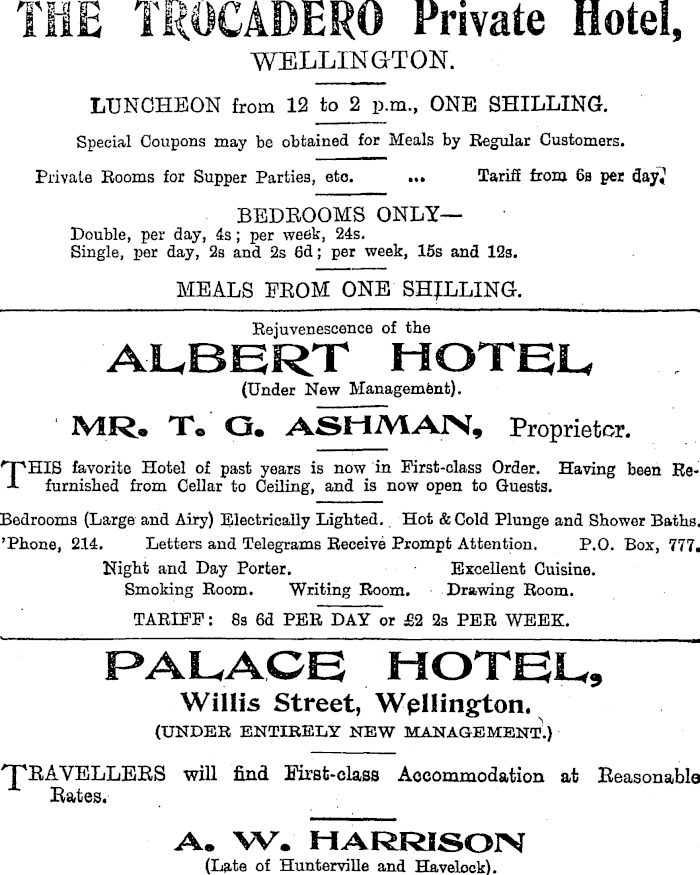 THE TROCADERO Private Hotel,
WELLINGTON.
LUNCHEON from 12 to 2 p.m., ONE SHILLING.
Special Coupons may be obtained for Meals by Regular Customers.
Private Rooms for Supper Parties, etc. ... Tariff from 6s per day.
BEDROOMS ONLY—
Double, per day, 4s; per week, 24s.
Single, per day, 2s and 2s 6d; per week, 15s and 12s.
MEALS FROM ONE SHILLING.
Rejuvenescence of the
ALBERT HOTEL
(Under New Management).
MR. T. G. ASHMAN, Proprietor.
THIS favorite Hotel of past years is now in First-class Order. Having been Re-
furnished from Cellar to Ceiling, and is now open to Guests.
Bedrooms (Large and Airy) Electrically Lighted. Hot & Cold Plunge and Shower Baths.
'Phone, 214. Letters and Telegrams Receive Prompt Attention. P.O. Box, 777.
Night and Day Porter. Excellent Cuisine.
Smoking Room. Writing Room. Drawing Room.
TARIFF: 8s 6d PER DAY or £2 2s PER WEEK.
PALACE HOTEL,
Willis Street, Wellington.
(UNDER ENTIRELY NEW MANAGEMENT.)
TRAVELLERS will find First-class Accommodation at Reasonable
Rates.
A. W. HARRISON
(Late of Hunterville and Havelock).